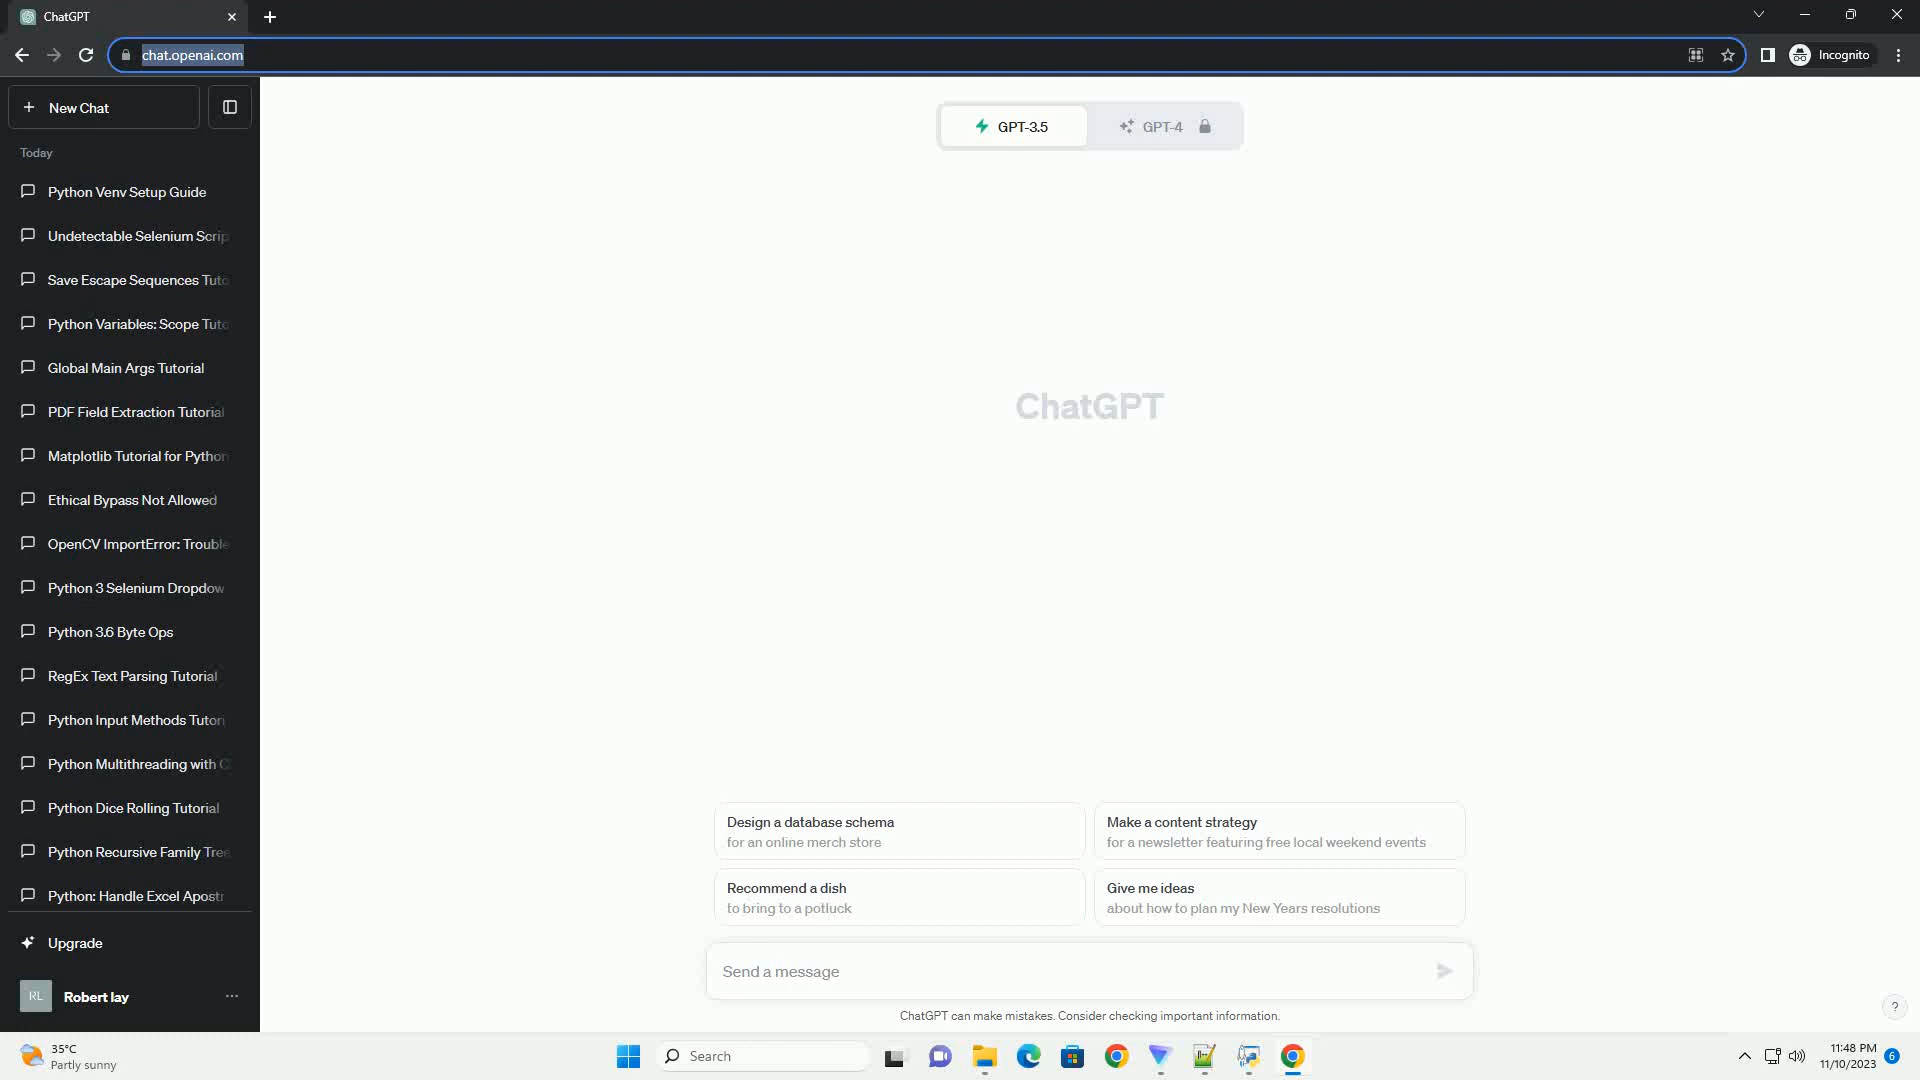 ChatGPT
chat.openai.com
Incognito
New Chat
Today
Python Venv Setup Guide
Undetectable Selenium Scrip
Save Escape Sequences Tuto
Python Variables: Scope Tuto
Global Main Args Tutorial
PDF Field Extraction Tutorial
Matplotlib Tutorial for Python
Ethical Bypass Not Allowed
OpenCV ImportError: Trouble
Python 3 Selenium Dropdow
Python 3.6 Byte Ops
RegEx Text Parsing Tutorial
Python Input Methods Tutori
Python Multithreading with C
Python Dice Rolling Tutorial
Python Recursive Family Tree
Python: Handle Excel Apostr
Upgrade
RL
Robert lay
GPT-3.5
GPT-4
ChatGPT
Design a database schema
for an online merch store
Make a content strategy
for a newsletter featuring free local weekend events
Recommend a dish
to bring to a potluck
Give me ideas
about how to plan my New Years resolutions
Send a message
ChatGPT can make mistakes. Consider checking important information.
?
35°C
Partly sunny
Search
11:48 PM
11/10/2023
6